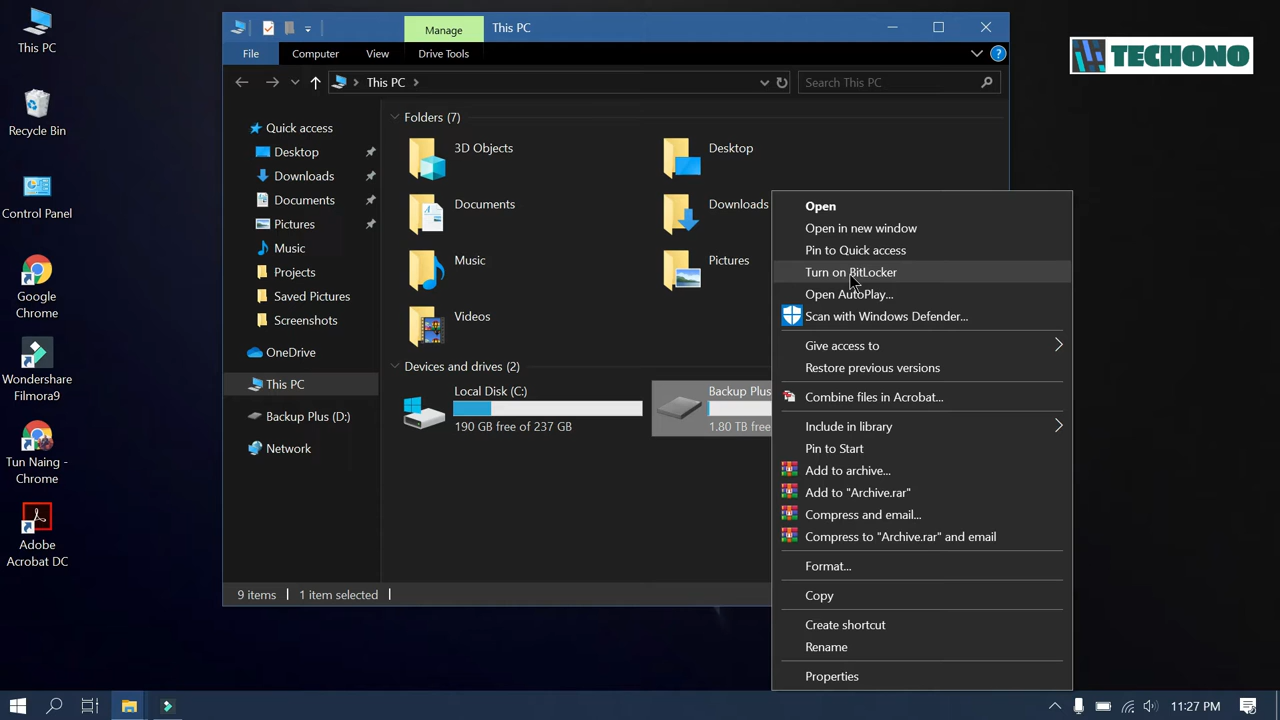 This PC
Recycle Bin
Control Panel
Google
Chrome
Wondershare
Filmora9
Tun Naing -
Chrome
Adobe
Acrobat DC
Manage
This PC
File
Computer
View
Drive Tools
?
This PC
Search This PC
Quick access
Desktop
Downloads
Documents
Pictures
Music
Projects
Saved Pictures
Screenshots
OneDrive
This PC
Backup Plus (D:)
Network
Folders (7)
3D Objects
Desktop
Documents
Downloads
Music
Pictures
Videos
Devices and drives (2)
Local Disk (C:)
190 GB free of 237 GB
Backup Plus
1.80 TB free
9 items
1 item selected
Open
Open in new window
Pin to Quick access
Turn on BitLocker
Open AutoPlay...
Scan with Windows Defender...
Give access to
Restore previous versions
Combine files in Acrobat...
Include in library
Pin to Start
Add to archive...
Add to "Archive.rar"
Compress and email...
Compress to "Archive.rar" and email
Format...
Copy
Create shortcut
Rename
Properties
TECHONO
11:27 PM